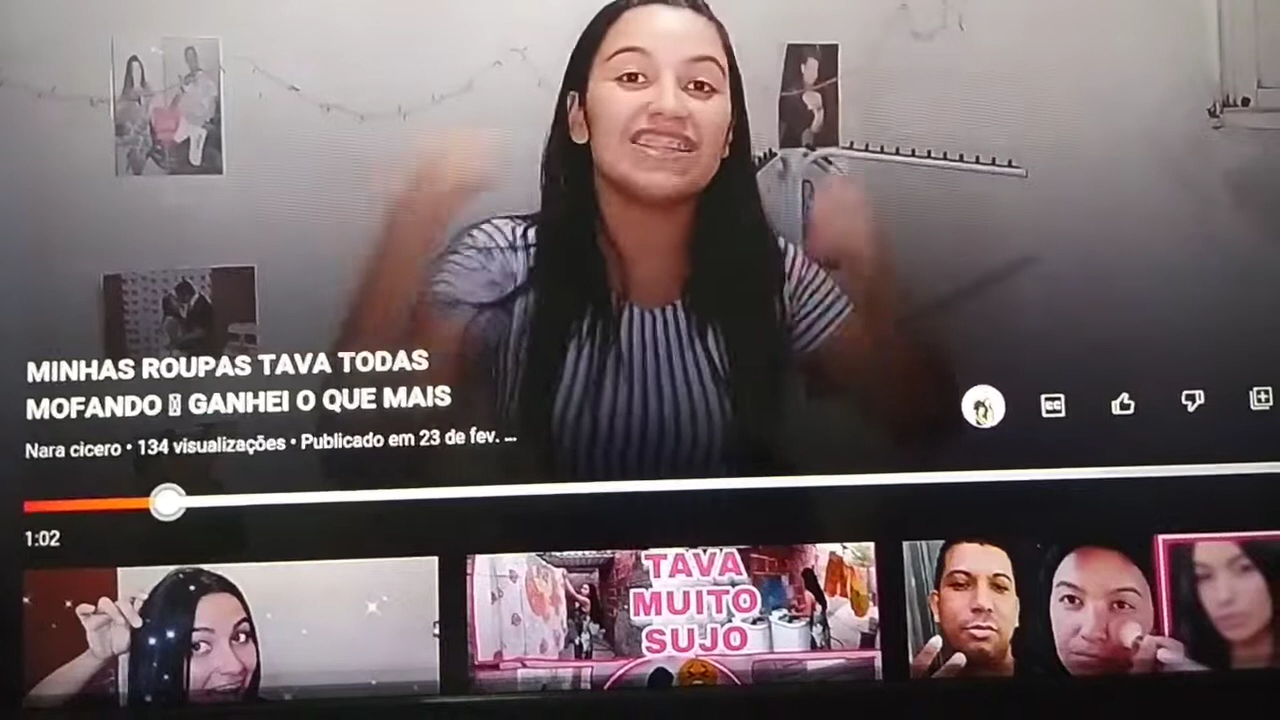 MINHAS ROUPAS TAVA TODAS
MOFANDO GANHEI O QUE MAIS
Nara cicero • 134 visualizações • Publicado em 23 de fev. ...
CC
1:02
TAVA
MUITO
SUJO